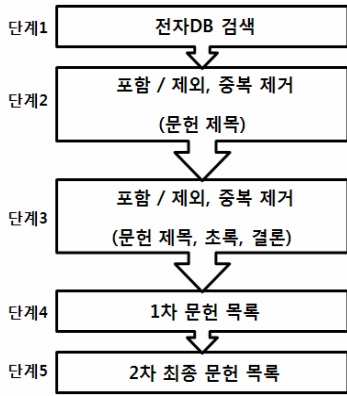 단계1 전자DB 검색
단계2 포함 / 제외, 중복 제거
(문헌 제목)
단계3 포함 / 제외, 중복 제거
(문헌 제목, 초록, 결론)
단계4 1차 문헌 목록
단계5 2차 최종 문헌 목록